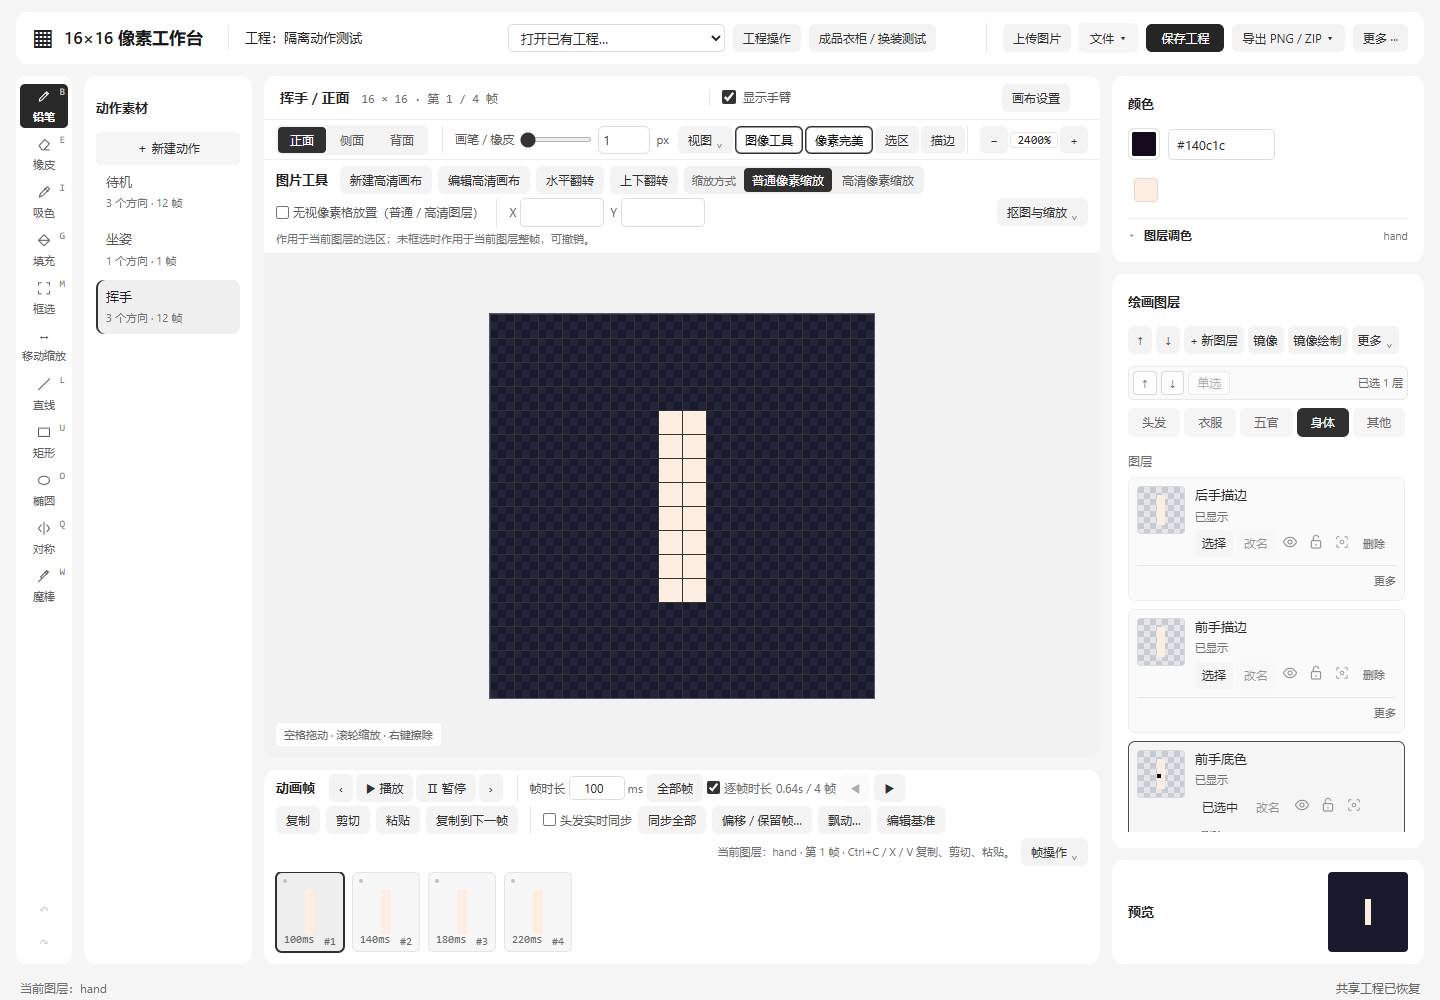 16×16 像素工作台
工程：隔离动作测试
打开已有工程...
工程操作
成品衣柜 / 换装测试
上传图片
文件
保存工程
导出 PNG / ZIP
更多 ...
B
铅笔
E
橡皮
I
吸色
G
填充
M
框选
移动缩放
L
直线
U
矩形
O
椭圆
Q
对称
W
魔棒
动作素材
+ 新建动作
待机
3 个方向 · 12 帧
坐姿
1 个方向 · 1 帧
挥手
3 个方向 · 12 帧
挥手 / 正面
16 × 16 · 第 1 / 4 帧
显示手臂
画布设置
正面
侧面
背面
画笔 / 橡皮
1
px
视图
图像工具
像素完美
选区
描边
−
2400%
+
图片工具
新建高清画布
编辑高清画布
水平翻转
上下翻转
缩放方式
普通像素缩放
高清像素缩放
无视像素格放置（普通 / 高清图层）
X
Y
抠图与缩放
作用于当前图层的选区；未框选时作用于当前图层整帧，可撤销。
空格拖动 · 滚轮缩放 · 右键擦除
动画帧
‹
▶ 播放
II 暂停
›
帧时长
100
ms
全部帧
逐帧时长 0.64s / 4 帧
◀
▶
复制
剪切
粘贴
复制到下一帧
头发实时同步
同步全部
偏移 / 保留帧...
飘动...
编辑基准
当前图层：hand · 第 1 帧 · Ctrl+C / X / V 复制、剪切、粘贴。
帧操作
100ms #1
140ms #2
180ms #3
220ms #4
颜色
#140c1c
图层调色
hand
绘画图层
↑
↓
+ 新图层
镜像
镜像绘制
更多
↑
↓
单选
已选 1 层
头发
衣服
五官
身体
其他
图层
后手描边
已显示
选择
改名
删除
更多
前手描边
已显示
选择
改名
删除
更多
前手底色
已显示
已选中
改名
预览
当前图层：hand
共享工程已恢复